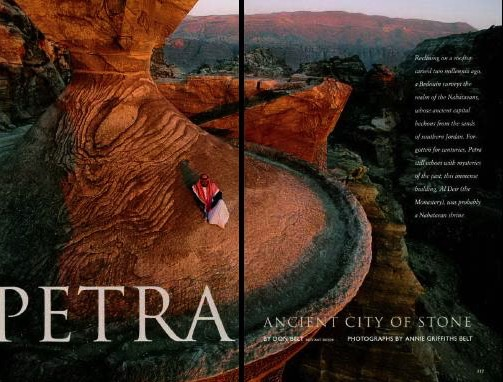 PETRA
Reclining on a rooftop
carved two millennia ago,
a Bedouin surveys the
realm of the Nabataeans,
whose ancient capital
beckons from the sands
of southern Jordan. For-
gotten for centuries, Petra
still echoes with mysteries
of the past; this immense
building, Al Deir (the
Monastery), was probably
a Nabataean shrine.
ANCIENT CITY OF STONE
BY DON BELT
PHOTOGRAPHS BY ANNIE GRIFFITHS BELT